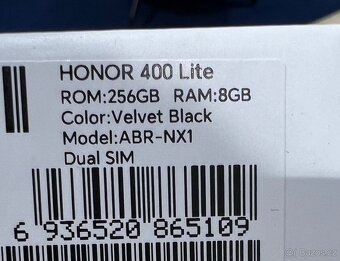 HONOR 400 Lite
ROM:256GB RAM:8GB
Color:Velvet Black
Model:ABR-NX1
Dual SIM
6 936520 865109